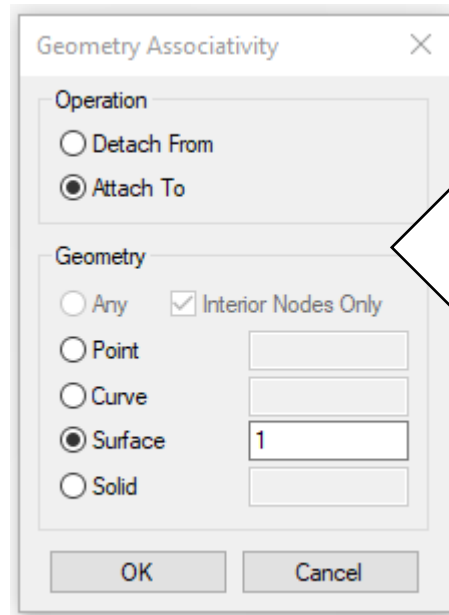 Geometry Associativity
Operation
Detach From
Attach To
Geometry
Any Interior Nodes Only
Point
Curve
Surface 1
Solid
OK Cancel